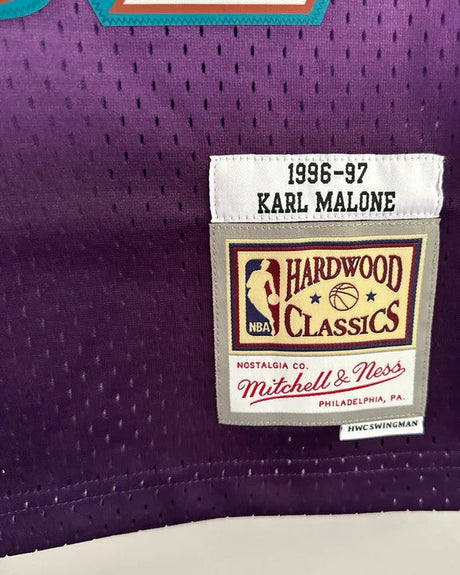 1996-97
KARL MALONE
HARDWOOD
CLASSICS
NBA
NOSTALGIA CO.
Mitchell & Ness
PHILADELPHIA, PA.
HWC SWINGMAN